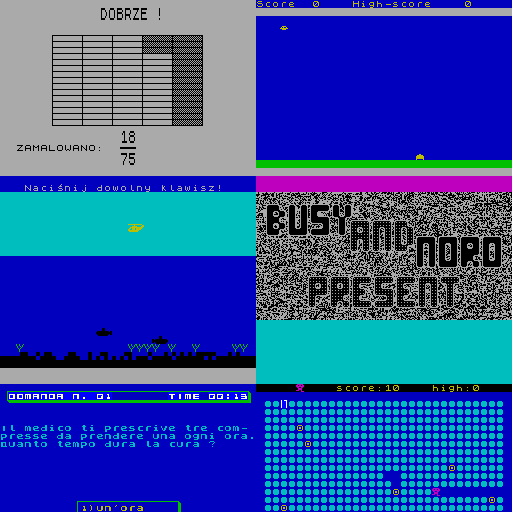 DOBRZE !
ZAMALOWANO:
18
75
Score 0 High-score 0
Naciśnij dowolny klawisz!
BUSY
AND
NORO
PRESENT
DOMANDA N. 01 TIME 00:13
Il medico ti prescrive tre com-
presse da prendere una ogni ora.
Quanto tempo dura la cura ?
1)un'ora
score:10 high:0